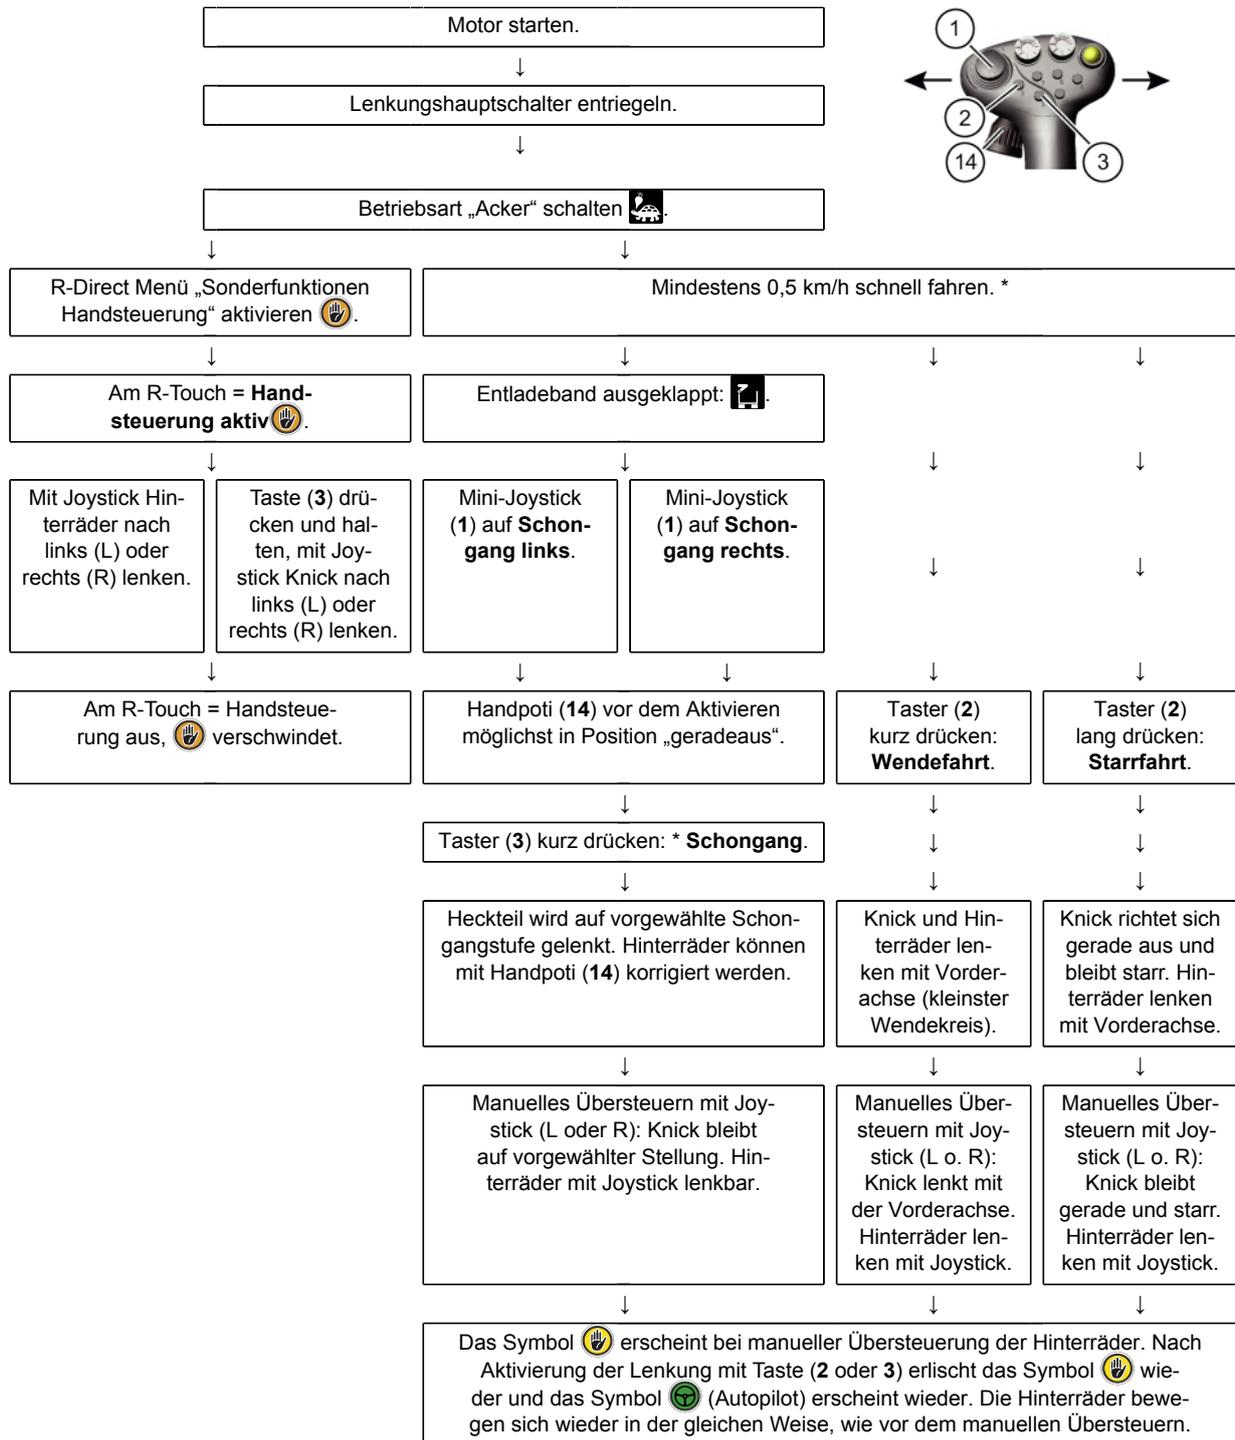 Motor starten.
1
↓
Lenkungshauptschalter entriegeln.
2
↓
14
3
Betriebsart „Acker“ schalten .
↓ ↓
R-Direct Menü „Sonderfunktionen
Handsteuerung“ aktivieren .
Mindestens 0,5 km/h schnell fahren. *
↓ ↓ ↓ ↓
Am R-Touch = Hand-
steuerung aktiv .
Entladeband ausgeklappt: .
↓ ↓ ↓ ↓
Mit Joystick Hin-
terräder nach
links (L) oder
rechts (R) lenken.
Taste (3) drü-
cken und hal-
ten, mit Joy-
stick Knick nach
links (L) oder
rechts (R) lenken.
Mini-Joystick
(1) auf Schon-
gang links.
Mini-Joystick
(1) auf Schon-
gang rechts.
↓ ↓
↓ ↓ ↓ ↓ ↓
Am R-Touch = Handsteue-
rung aus, verschwindet.
Handpoti (14) vor dem Aktivieren
möglichst in Position „geradeaus“.
Taster (2)
kurz drücken:
Wendefahrt.
Taster (2)
lang drücken:
Starrfahrt.
↓ ↓ ↓
Taster (3) kurz drücken: * Schongang.
↓ ↓
↓ ↓ ↓
Heckteil wird auf vorgewählte Schon-
gangstufe gelenkt. Hinterräder können
mit Handpoti (14) korrigiert werden.
Knick und Hin-
terräder len-
ken mit Vorder-
achse (kleinster
Wendekreis).
Knick richtet sich
gerade aus und
bleibt starr. Hin-
terräder lenken
mit Vorderachse.
↓ ↓ ↓
Manuelles Übersteuern mit Joy-
stick (L oder R): Knick bleibt
auf vorgewählter Stellung. Hin-
terräder mit Joystick lenkbar.
Manuelles Über-
steuern mit Joy-
stick (L o. R):
Knick lenkt mit
der Vorderachse.
Hinterräder len-
ken mit Joystick.
Manuelles Über-
steuern mit Joy-
stick (L o. R):
Knick bleibt
gerade und starr.
Hinterräder len-
ken mit Joystick.
↓ ↓ ↓
Das Symbol erscheint bei manueller Übersteuerung der Hinterräder. Nach
Aktivierung der Lenkung mit Taste (2 oder 3) erlischt das Symbol wie-
der und das Symbol (Autopilot) erscheint wieder. Die Hinterräder bewe-
gen sich wieder in der gleichen Weise, wie vor dem manuellen Übersteuern.